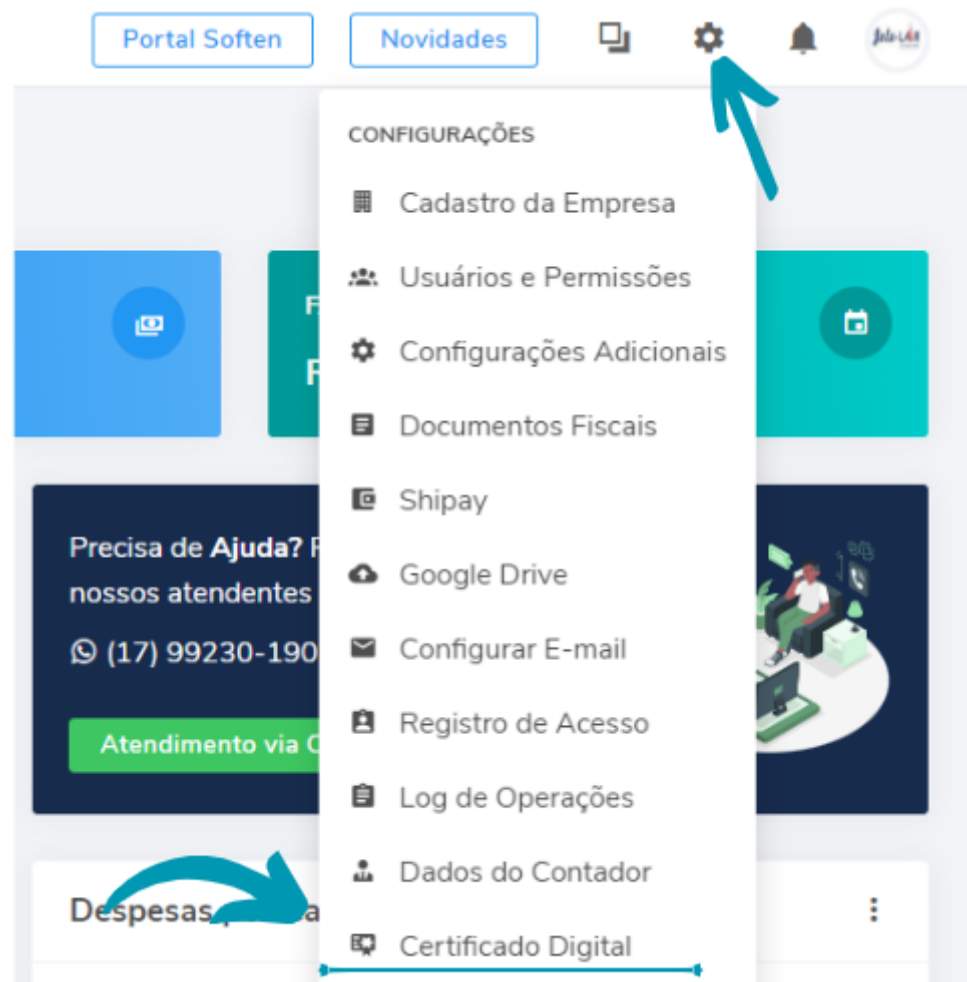 Portal Soften
Novidades
CONFIGURAÇÕES
Cadastro da Empresa
Usuários e Permissões
Configurações Adicionais
Documentos Fiscais
Shipay
Google Drive
Configurar E-mail
Registro de Acesso
Log de Operações
Dados do Contador
Certificado Digital
Precisa de Ajuda?
nossos atendentes
(17) 99230-190
Atendimento via
Despesas